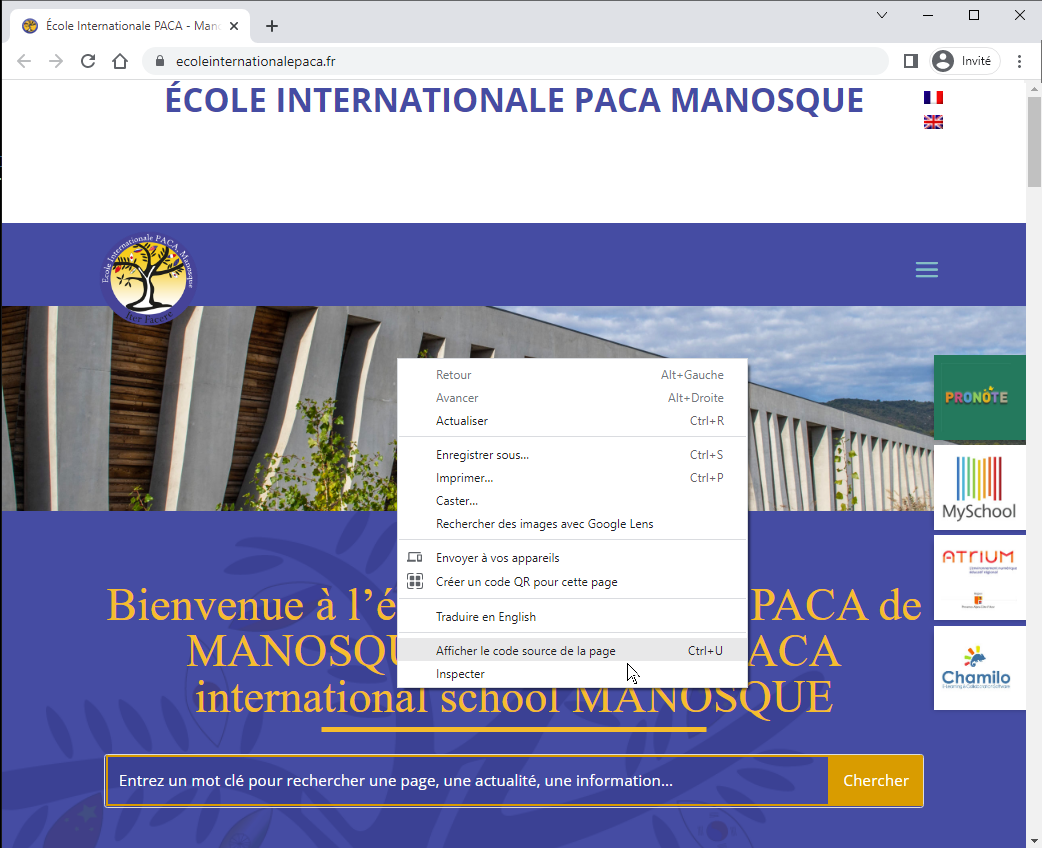 École Internationale PACA - Man
ecoleinternationalepaca.fr
Invité
ÉCOLE INTERNATIONALE PACA MANOSQUE
Ecole Internationale PACA, Manosque
Iter Facere
Retour Alt+Gauche
Avancer Alt+Droite
Actualiser Ctrl+R
Enregistrer sous... Ctrl+S
Imprimer... Ctrl+P
Caster...
Rechercher des images avec Google Lens
Envoyer à vos appareils
Créer un code QR pour cette page
Traduire en English
Afficher le code source de la page Ctrl+U
Inspecter
PRONOTE
MySchool
ATRIUM
Chamilo
Bienvenue à l'é PACA de
MANOSQU ACA
international school MANOSQUE
Entrez un mot clé pour rechercher une page, une actualité, une information...
Chercher